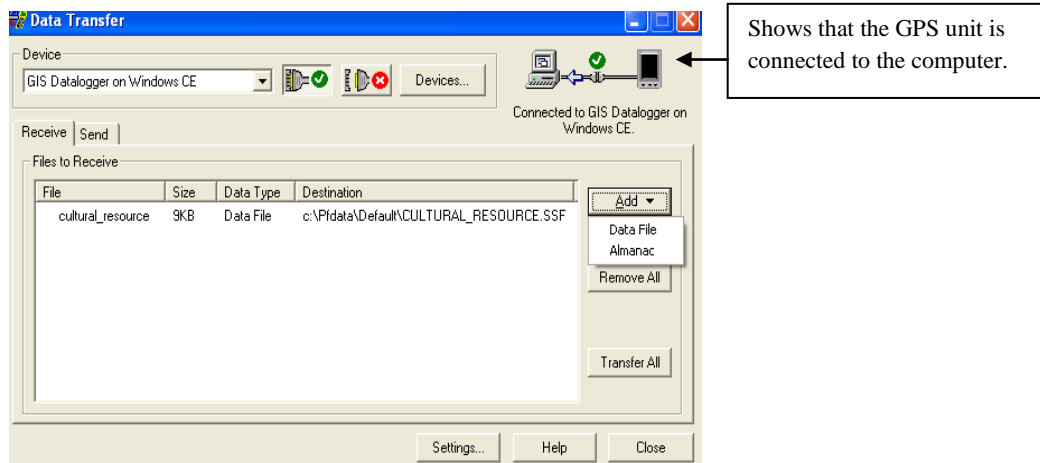 Data Transfer
Shows that the GPS unit is
connected to the computer.
Device
GIS Datalogger on Windows CE
Devices...
Connected to GIS Datalogger on
Windows CE.
Receive Send
Files to Receive
File Size Data Type Destination
cultural_resource 9KB Data File c:\Pfdata\Default\CULTURAL_RESOURCE.SSF
Add
Data File
Almanac
Remove All
Transfer All
Settings... Help Close